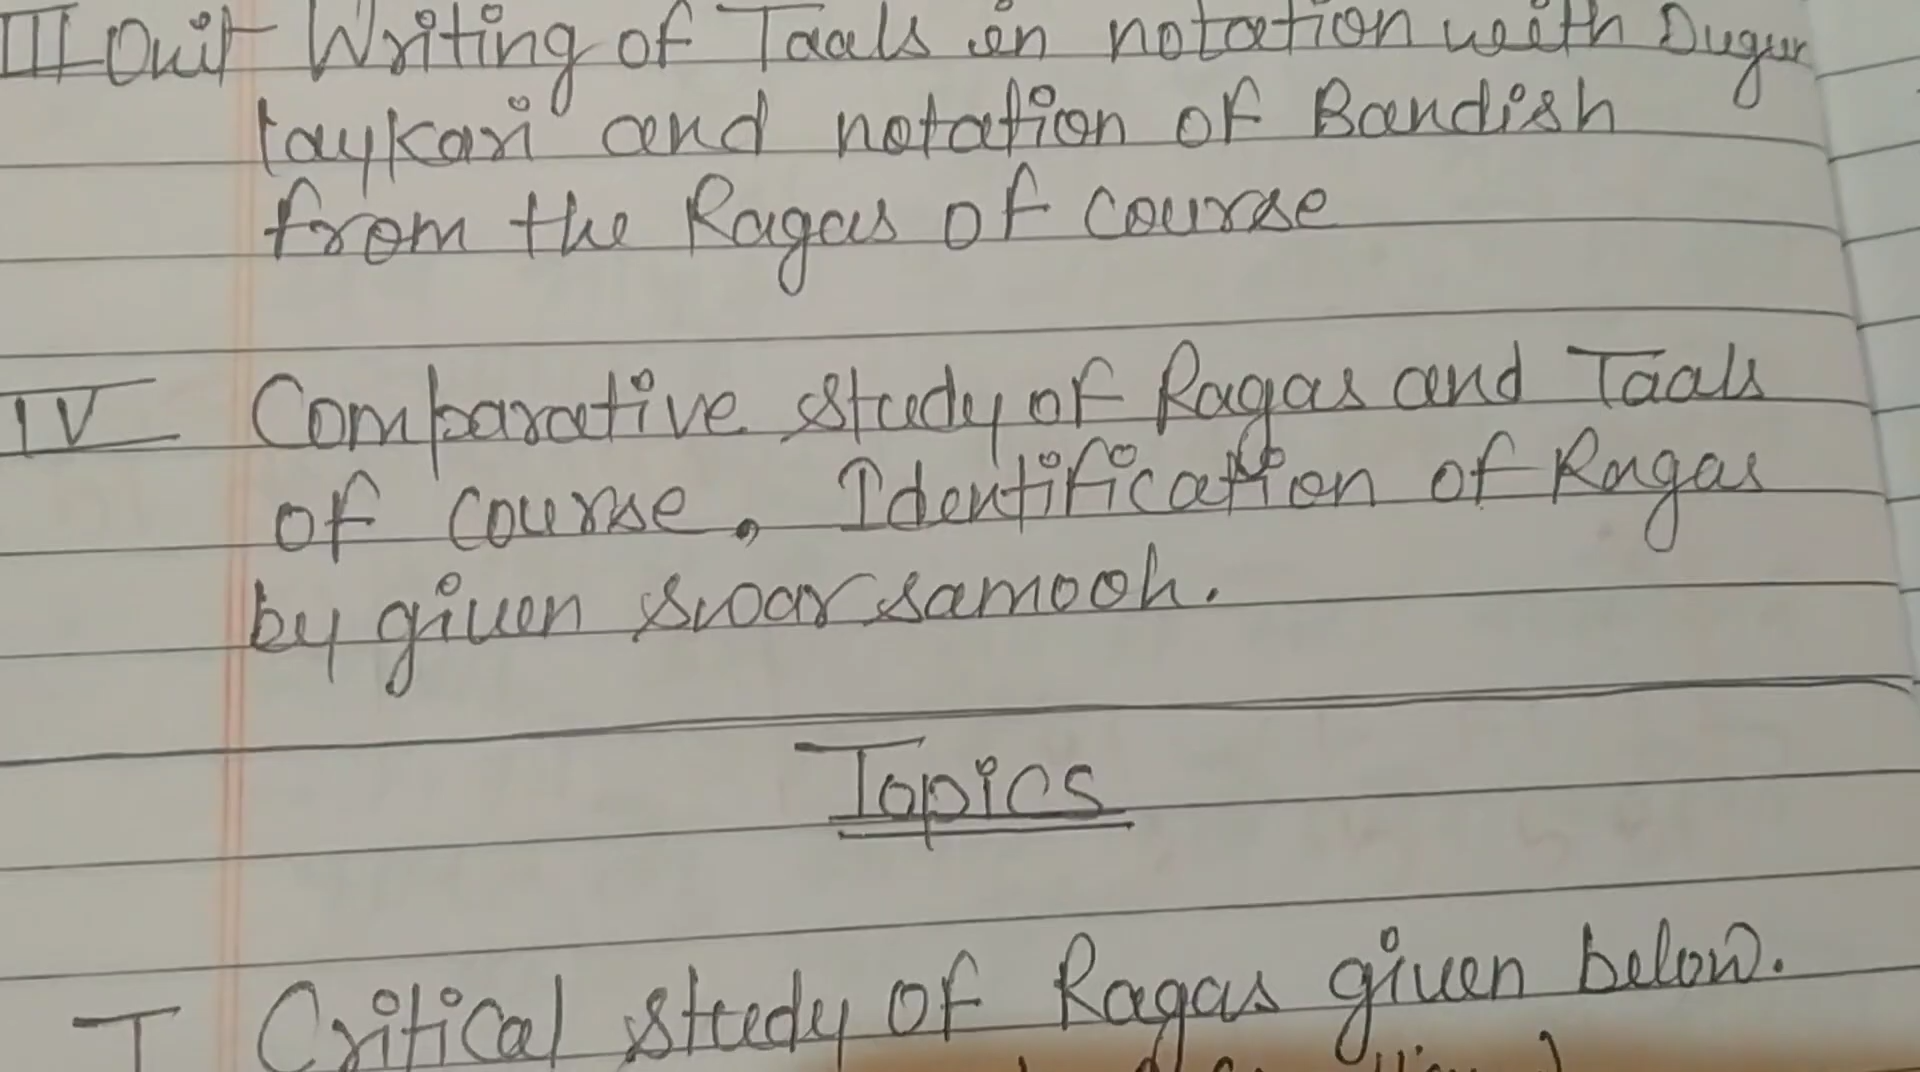 III Unit Writing of Taals in notation with Dugun
laykari and notation of Bandish
from the Ragas of course
IV Comparative study of Ragas and Taals
of course. Identification of Ragas
by given swar samooh.
Topics
I Critical study of Ragas given below.